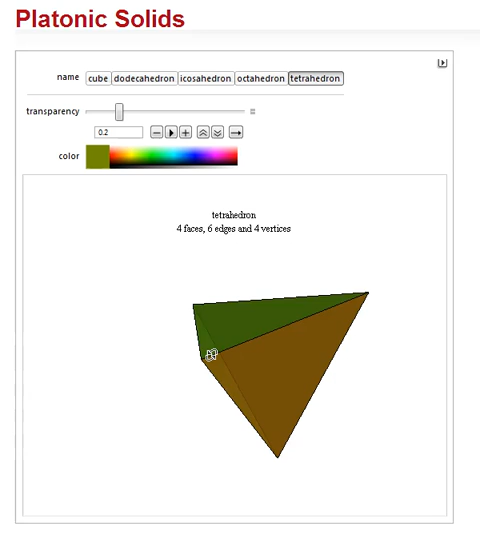 Platonic Solids
name cube dodecahedron icosahedron octahedron tetrahedron
transparency
0.2
color
tetrahedron
4 faces, 6 edges and 4 vertices